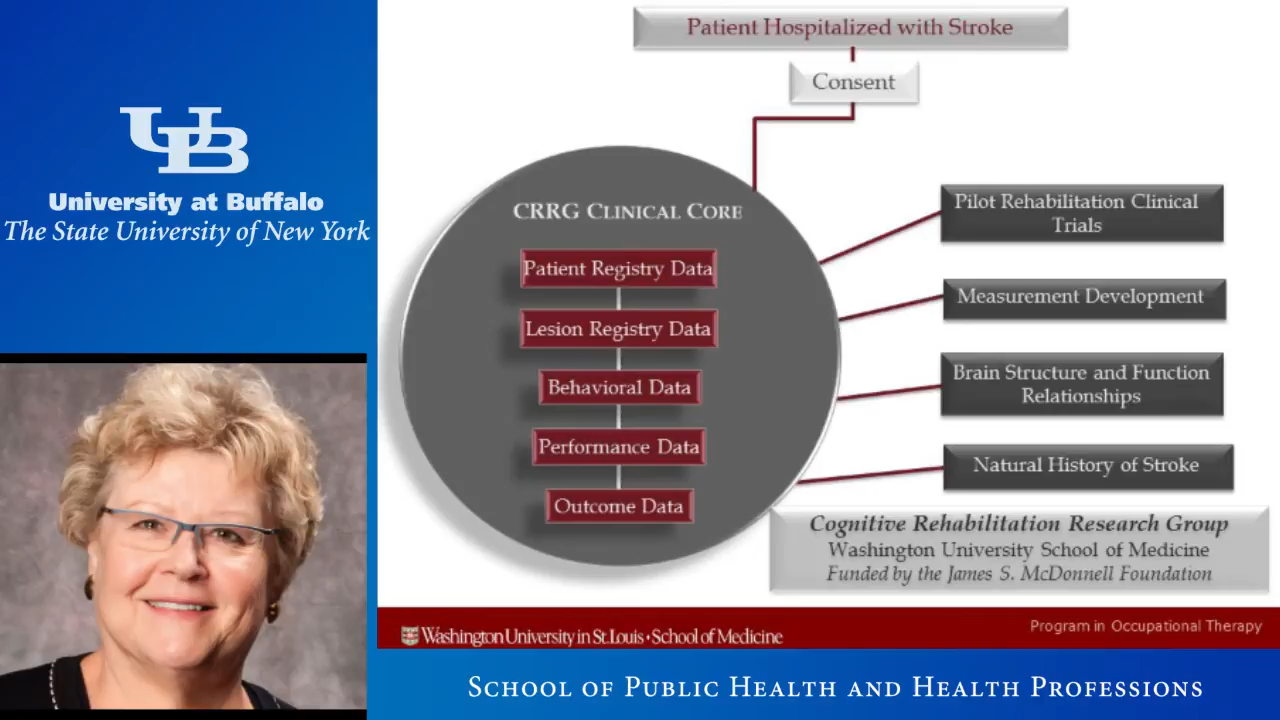 UB
University at Buffalo
The State University of New York
Patient Hospitalized with Stroke
Consent
CRRG CLINICAL CORE
Patient Registry Data
Lesion Registry Data
Behavioral Data
Performance Data
Outcome Data
Pilot Rehabilitation Clinical
Trials
Measurement Development
Brain Structure and Function
Relationships
Natural History of Stroke
Cognitive Rehabilitation Research Group
Washington University School of Medicine
Funded by the James S. McDonnell Foundation
Washington University in St. Louis • School of Medicine
Program in Occupational Therapy
SCHOOL OF PUBLIC HEALTH AND HEALTH PROFESSIONS